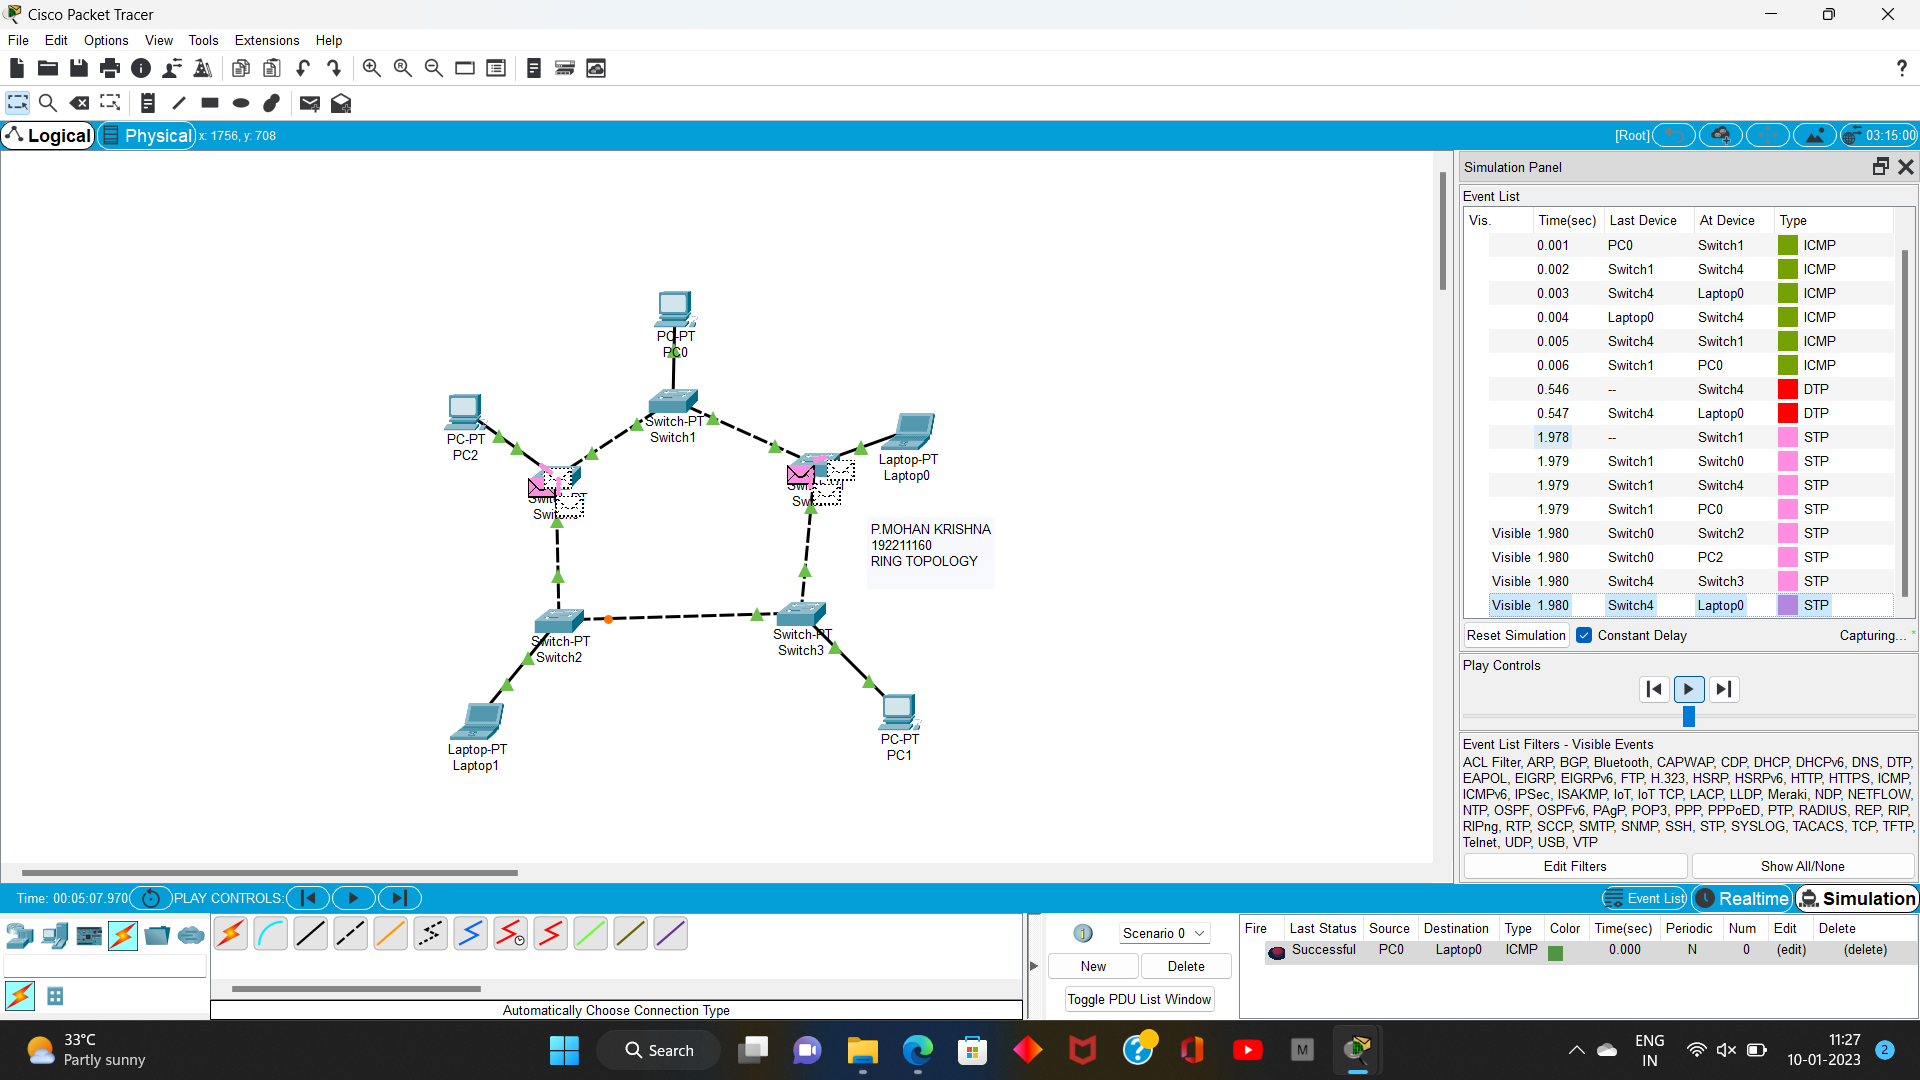 Cisco Packet Tracer
File Edit Options View Tools Extensions Help
?
Logical Physical x: 1756, y: 708 [Root] 03:15:00
PC-PT
PC0
Switch-PT
Switch1
PC-PT
PC2
Laptop-PT
Laptop0
P.MOHAN KRISHNA
192211160
RING TOPOLOGY
Switch-PT
Switch2
Switch-PT
Switch3
Laptop-PT
Laptop1
PC-PT
PC1
Simulation Panel
Event List
Vis. Time(sec) Last Device At Device Type
0.001 PC0 Switch1 ICMP
0.002 Switch1 Switch4 ICMP
0.003 Switch4 Laptop0 ICMP
0.004 Laptop0 Switch4 ICMP
0.005 Switch4 Switch1 ICMP
0.006 Switch1 PC0 ICMP
0.546 -- Switch4 DTP
0.547 Switch4 Laptop0 DTP
1.978 -- Switch1 STP
1.979 Switch1 Switch0 STP
1.979 Switch1 Switch4 STP
1.979 Switch1 PC0 STP
Visible 1.980 Switch0 Switch2 STP
Visible 1.980 Switch0 PC2 STP
Visible 1.980 Switch4 Switch3 STP
Visible 1.980 Switch4 Laptop0 STP
Reset Simulation Constant Delay Capturing...
Play Controls
Event List Filters - Visible Events
ACL Filter, ARP, BGP, Bluetooth, CAPWAP, CDP, DHCP, DHCPv6, DNS, DTP,
EAPOL, EIGRP, EIGRPv6, FTP, H.323, HSRP, HSRPv6, HTTP, HTTPS, ICMP,
ICMPv6, IPSec, ISAKMP, IoT, IoT TCP, LACP, LLDP, Meraki, NDP, NETFLOW,
NTP, OSPF, OSPFv6, PAgP, POP3, PPP, PPPoED, PTP, RADIUS, REP, RIP,
RIPng, RTP, SCCP, SMTP, SNMP, SSH, STP, SYSLOG, TACACS, TCP, TFTP,
Telnet, UDP, USB, VTP
Edit Filters Show All/None
Time: 00:05:07.970 PLAY CONTROLS: Event List Realtime Simulation
Automatically Choose Connection Type
1 Scenario 0
New Delete
Toggle PDU List Window
Fire Last Status Source Destination Type Color Time(sec) Periodic Num Edit Delete
Successful PC0 Laptop0 ICMP 0.000 N 0 (edit) (delete)
33°C
Partly sunny
Search
M
ENG
IN
11:27
10-01-2023
2